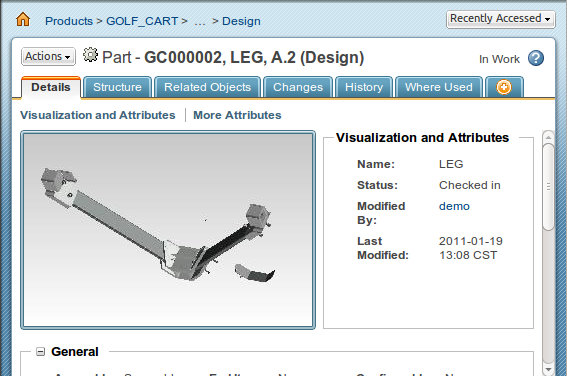 Products > GOLF_CART > ... > Design
Recently Accessed
Actions
Part - GC000002, LEG, A.2 (Design)
In Work
Details
Structure
Related Objects
Changes
History
Where Used
Visualization and Attributes
More Attributes
Visualization and Attributes
Name: LEG
Status: Checked in
Modified By: demo
Last Modified: 2011-01-19 13:08 CST
General